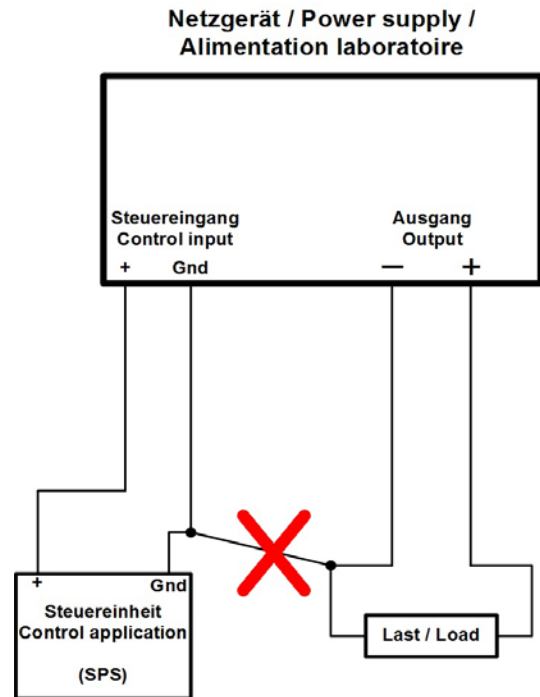 Netzgerät / Power supply /
Alimentation laboratoire
Steuereingang
Control input
+ Gnd
Ausgang
Output
— +
+ Gnd
Steuereinheit
Control application
(SPS)
Last / Load